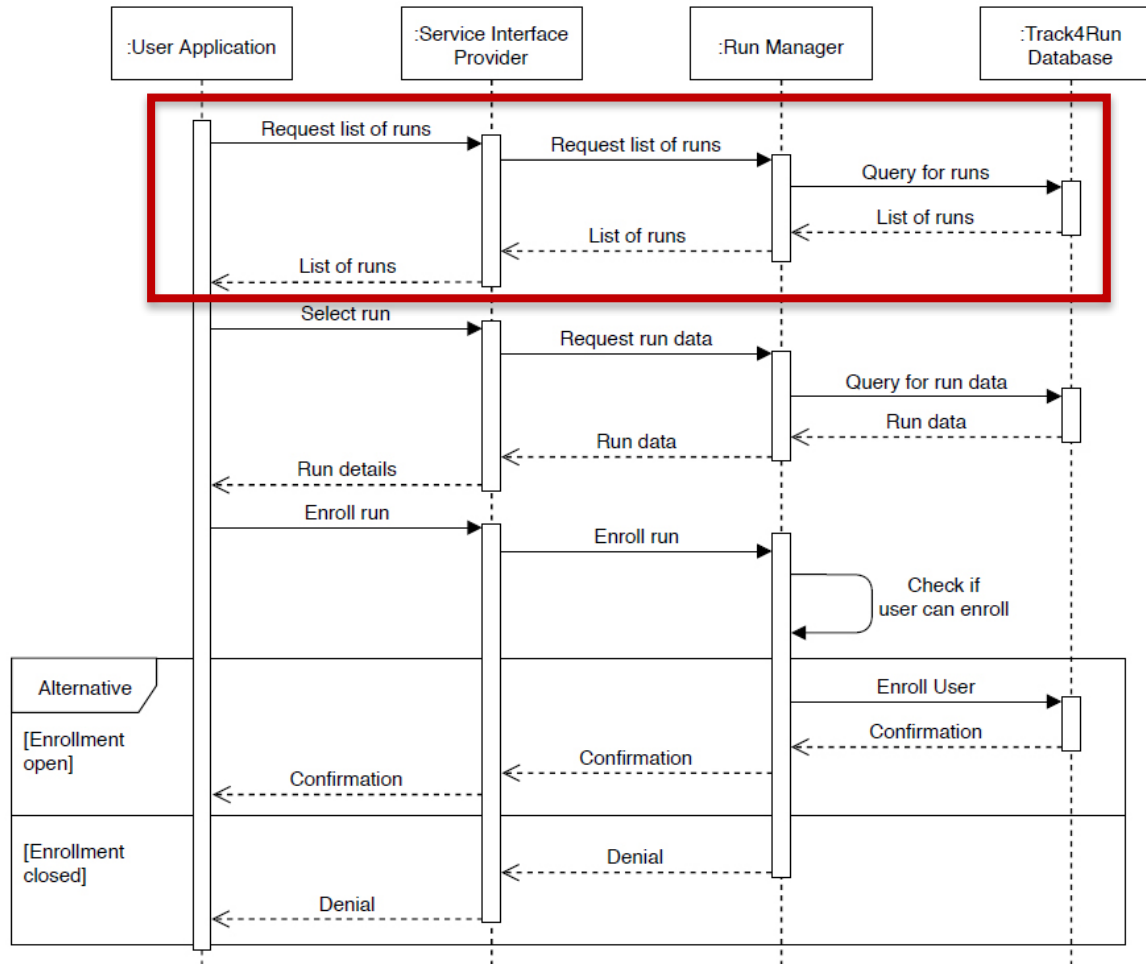 :User Application
:Service Interface
Provider
:Run Manager
:Track4Run
Database
Request list of runs
Request list of runs
Query for runs
List of runs
List of runs
List of runs
Select run
Request run data
Query for run data
Run data
Run data
Run details
Enroll run
Enroll run
Check if
user can enroll
Alternative
[Enrollment
open]
Enroll User
Confirmation
Confirmation
Confirmation
[Enrollment
closed]
Denial
Denial